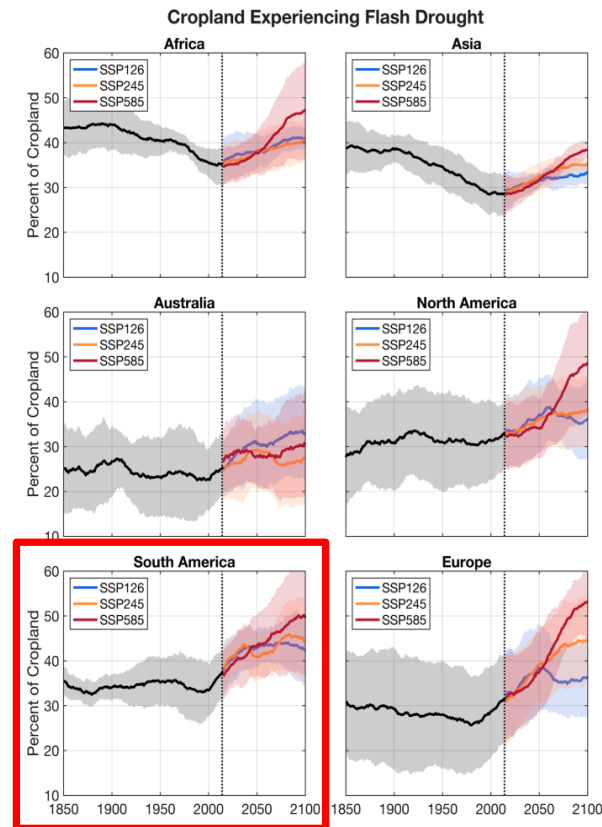 Cropland Experiencing Flash Drought
Africa
Percent of Cropland
60
50
40
30
20
10
SSP126
SSP245
SSP585
Asia
SSP126
SSP245
SSP585
Australia
Percent of Cropland
60
50
40
30
20
10
SSP126
SSP245
SSP585
North America
SSP126
SSP245
SSP585
South America
Percent of Cropland
60
50
40
30
20
10
SSP126
SSP245
SSP585
1850 1900 1950 2000 2050 2100
Europe
SSP126
SSP245
SSP585
1850 1900 1950 2000 2050 2100